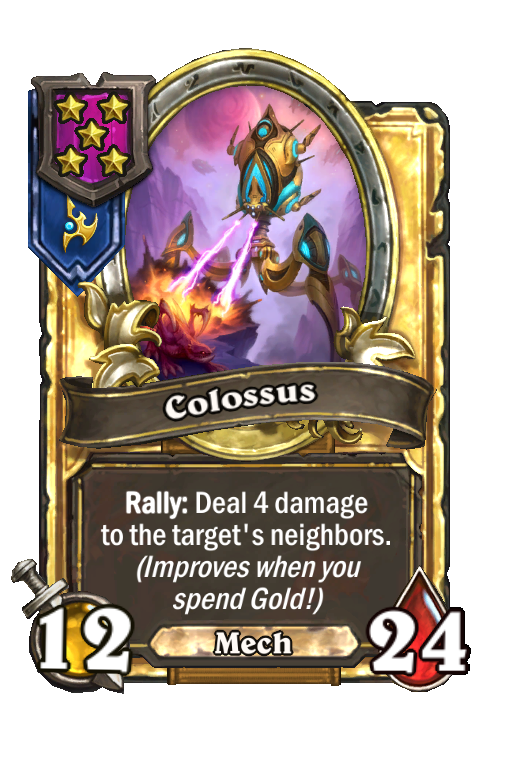 Colossus
Rally: Deal 4 damage
to the target's neighbors.
(Improves when you
spend Gold!)
12
Mech
24